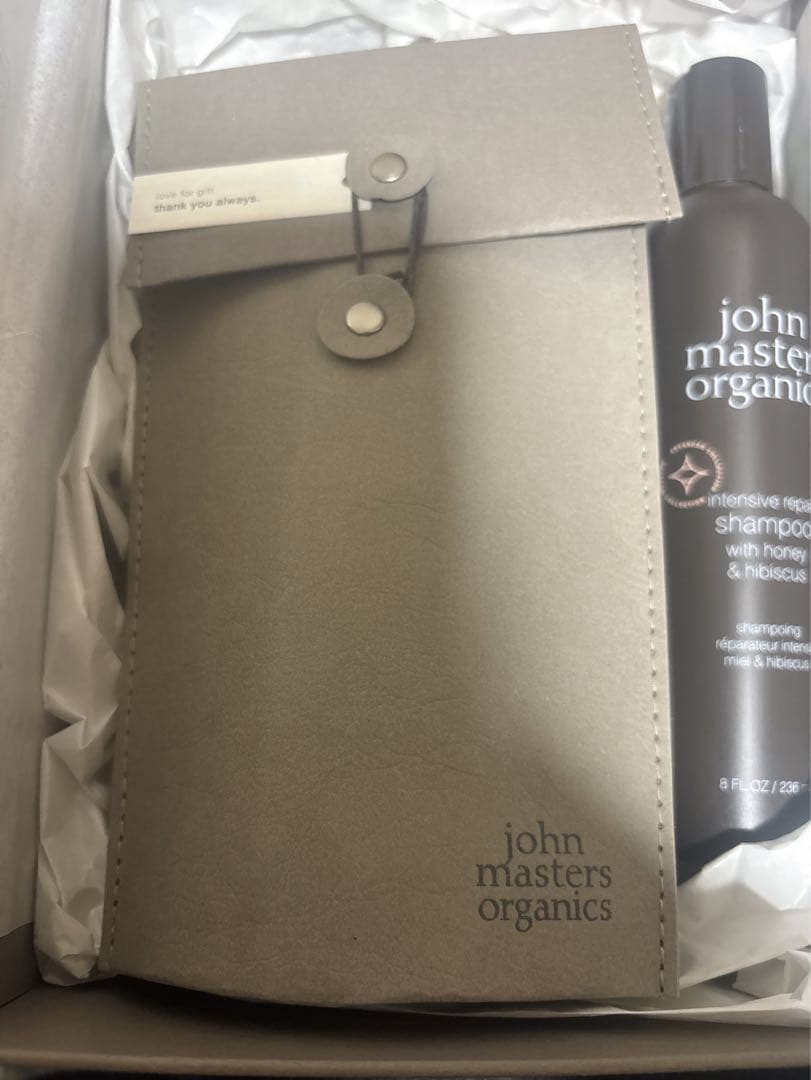 love for gift.
thank you always.
john
masters
organics
john
master
organic
intensive repa
shampoo
with honey
& hibiscus
shampoing
réparateur intens
miel & hibiscus
8 FL OZ / 236